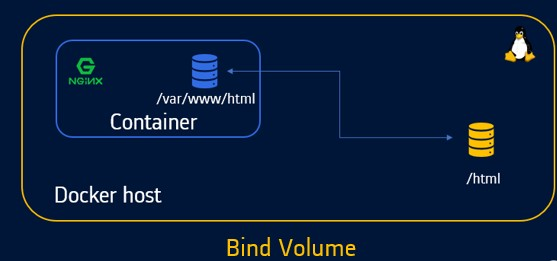 NGINX
/var/www/html
Container
/html
Docker host
Bind Volume